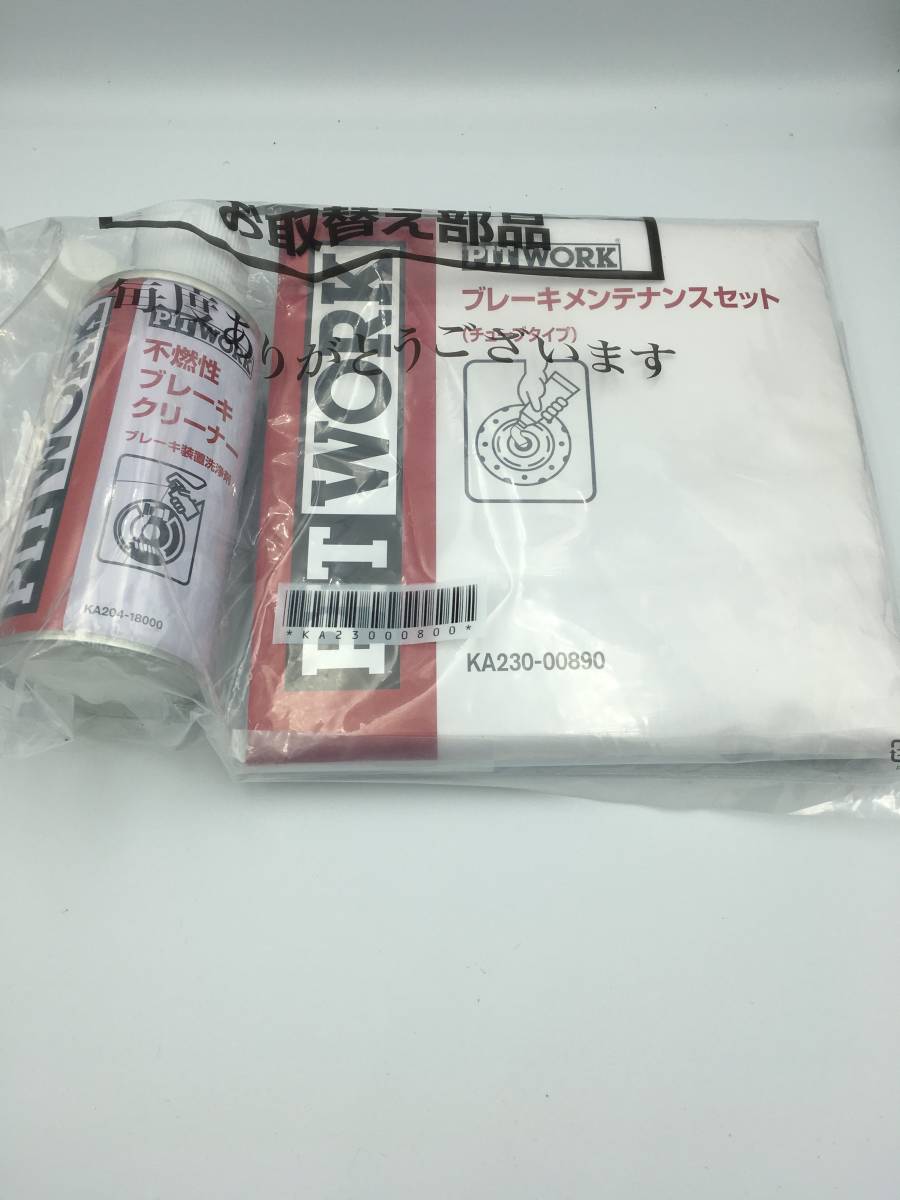 お取替え部品
毎度ありがとうございます
PITWORK
不燃性
ブレーキ
クリーナー
ブレーキ装置洗浄剤
KA204-18000
PITWORK
PITWORK
PITWORK
ブレーキメンテナンスセット
(チューブタイプ)
*KA23000800*
KA230-00890